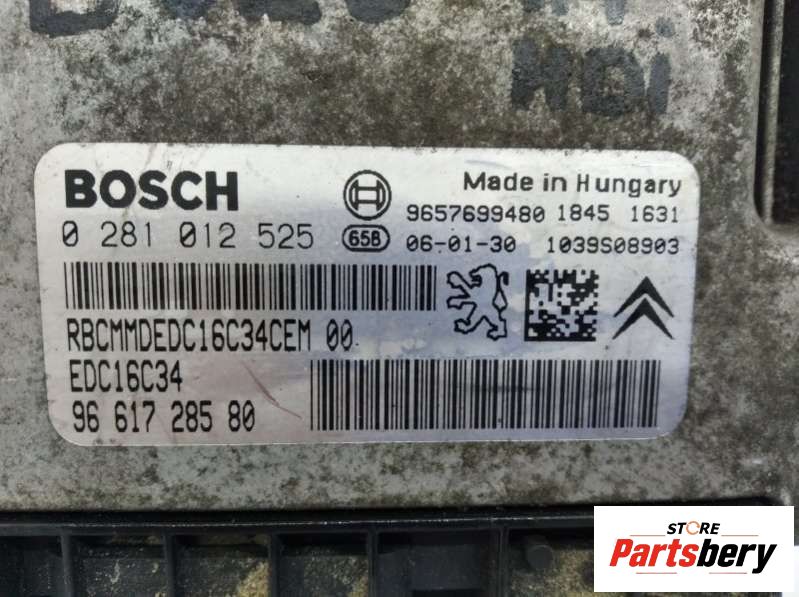 HDi
BOSCH
Made in Hungary
9657699480 1845 1631
0 281 012 525
658
06-01-30 1039S08903
RBCMMDEDC16C34CEM 00
EDC16C34
96 617 285 80
STORE
Partsbery